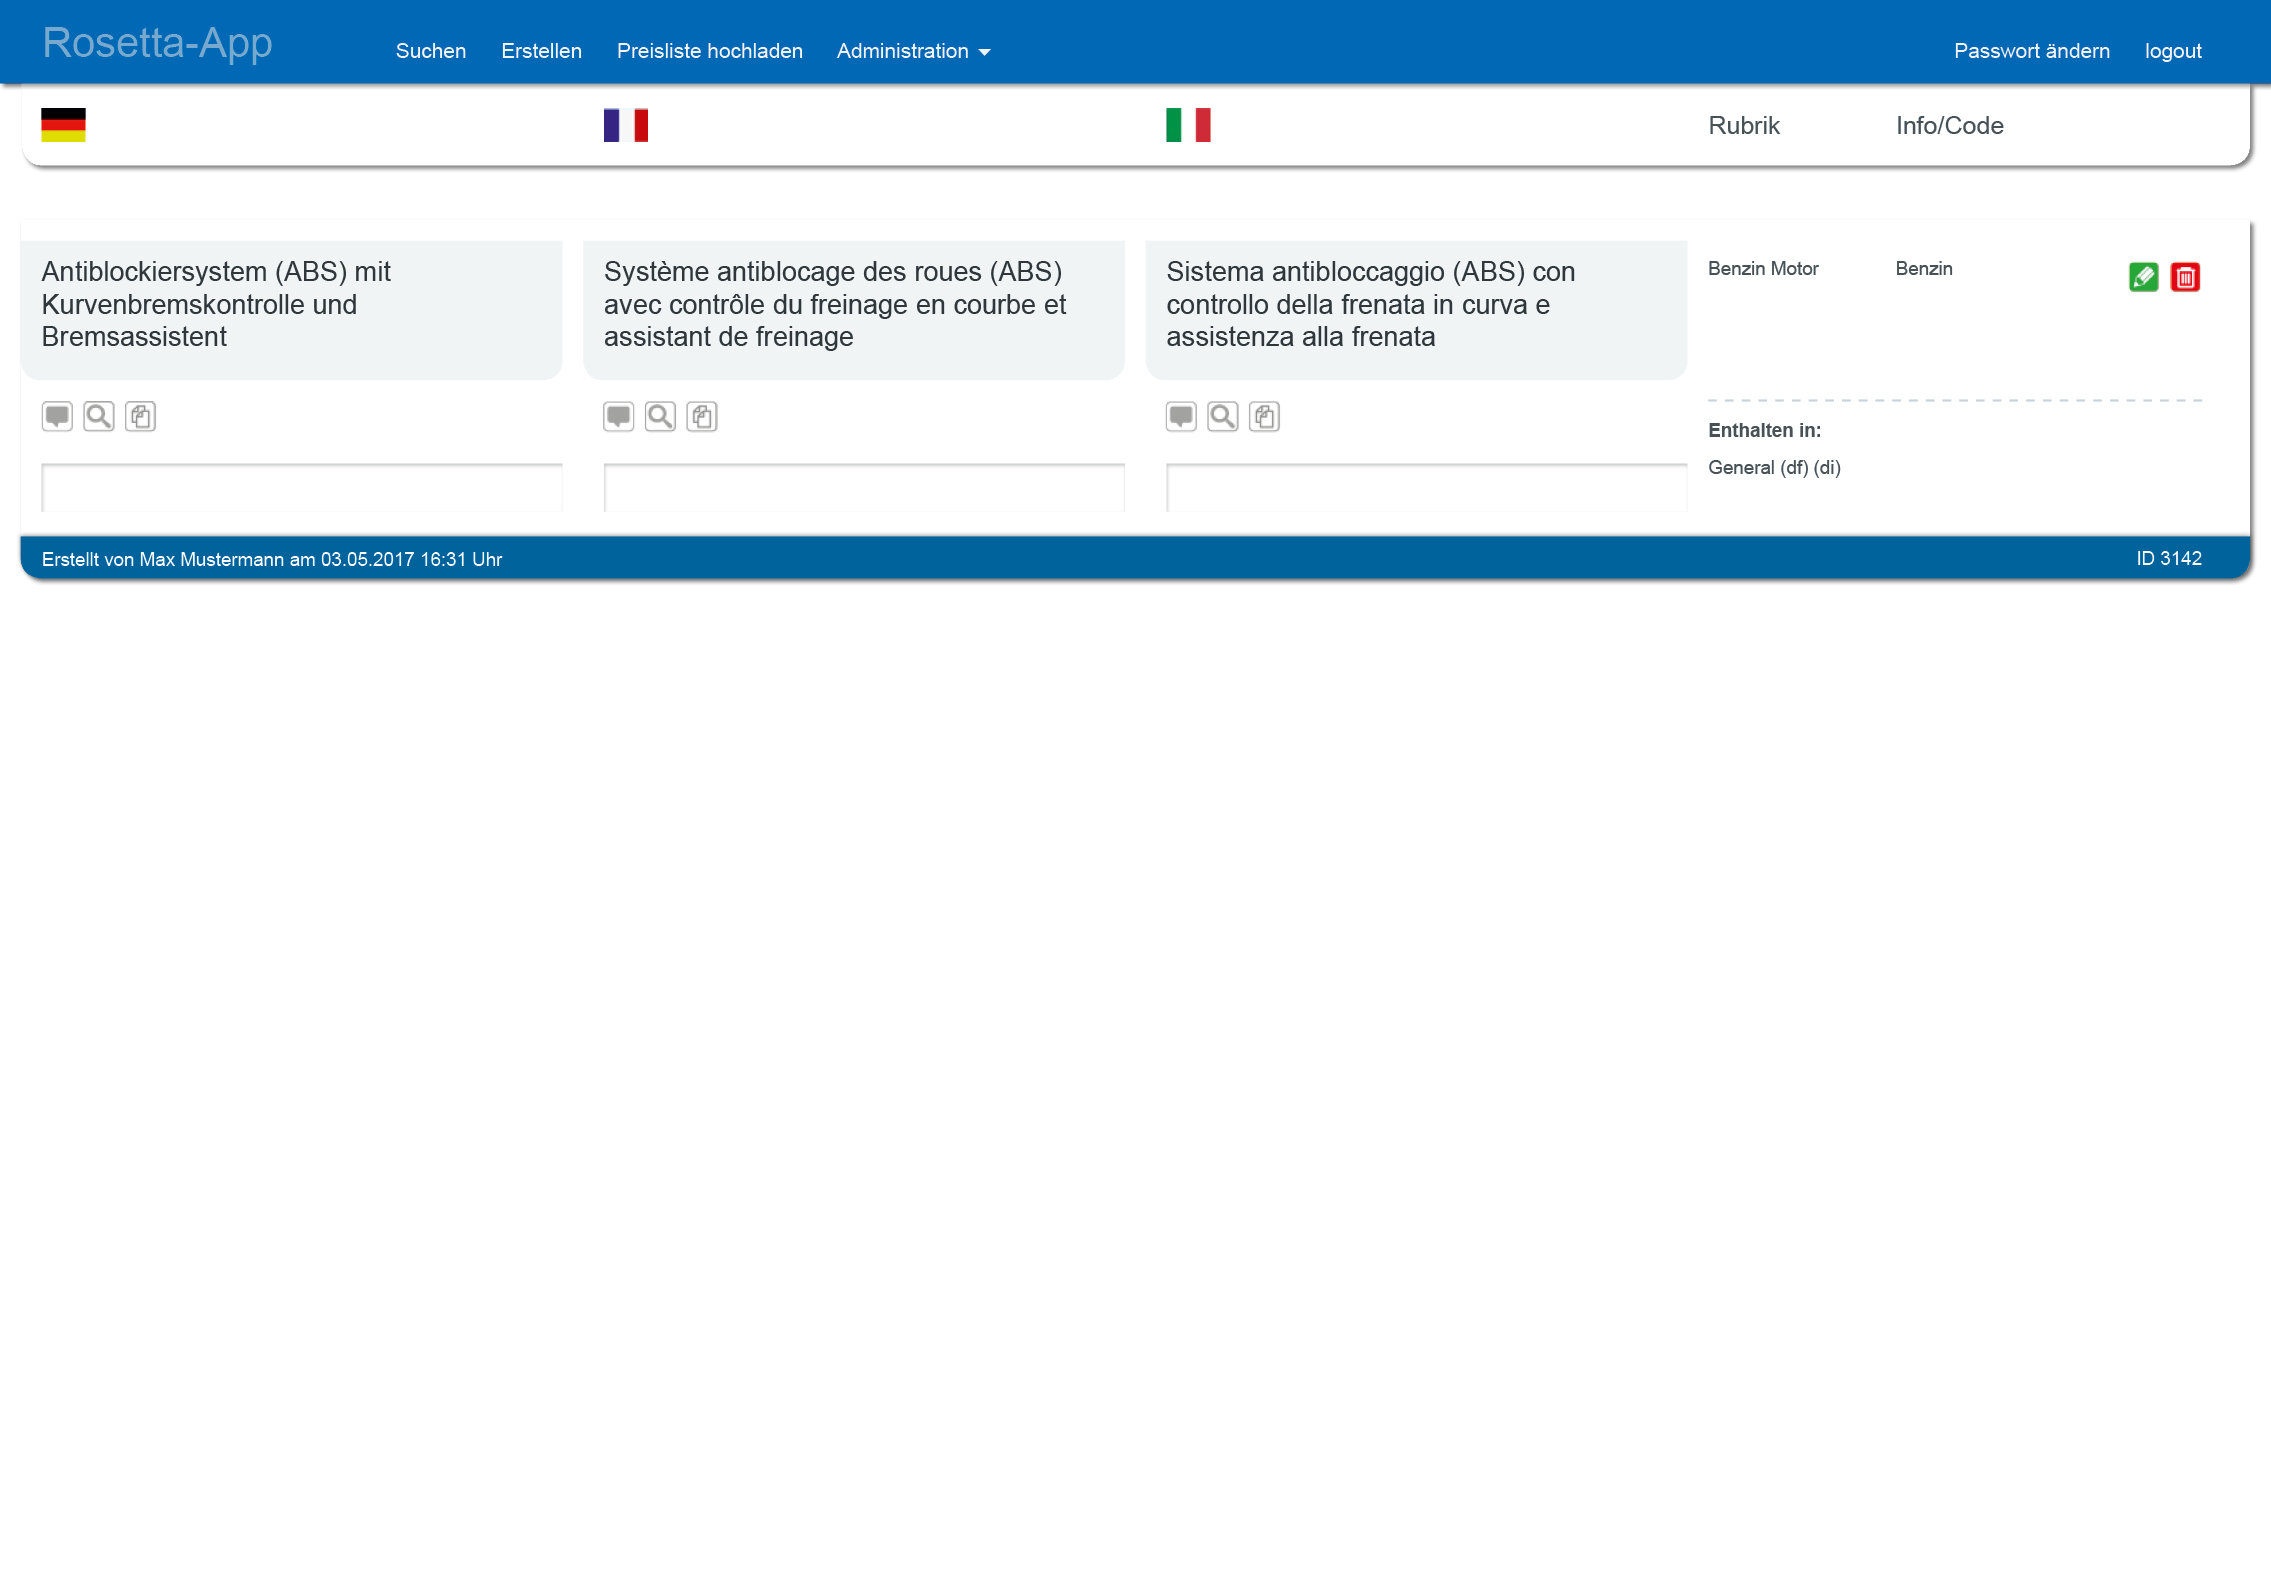 Rosetta-App
Suchen Erstellen Preisliste hochladen Administration Passwort ändern logout
Rubrik Info/Code
Antiblockiersystem (ABS) mit
Kurvenbremskontrolle und
Bremsassistent
Système antiblocage des roues (ABS)
avec contrôle du freinage en courbe et
assistant de freinage
Sistema antibloccaggio (ABS) con
controllo della frenata in curva e
assistenza alla frenata
Benzin Motor Benzin
Enthalten in:
General (df) (di)
Erstellt von Max Mustermann am 03.05.2017 16:31 Uhr ID 3142